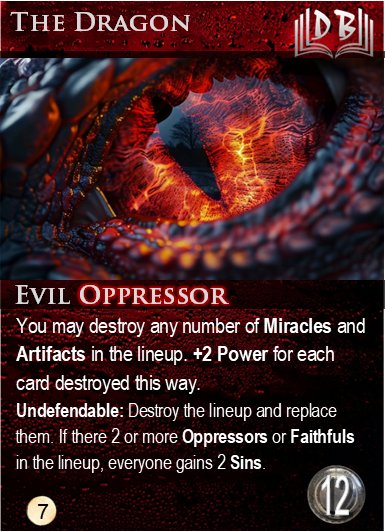 The Dragon
DB
Evil Oppressor
You may destroy any number of Miracles and
Artifacts in the lineup. +2 Power for each
card destroyed this way.
Undefendable: Destroy the lineup and replace
them. If there 2 or more Oppressors or Faithfuls
in the lineup, everyone gains 2 Sins.
7
12